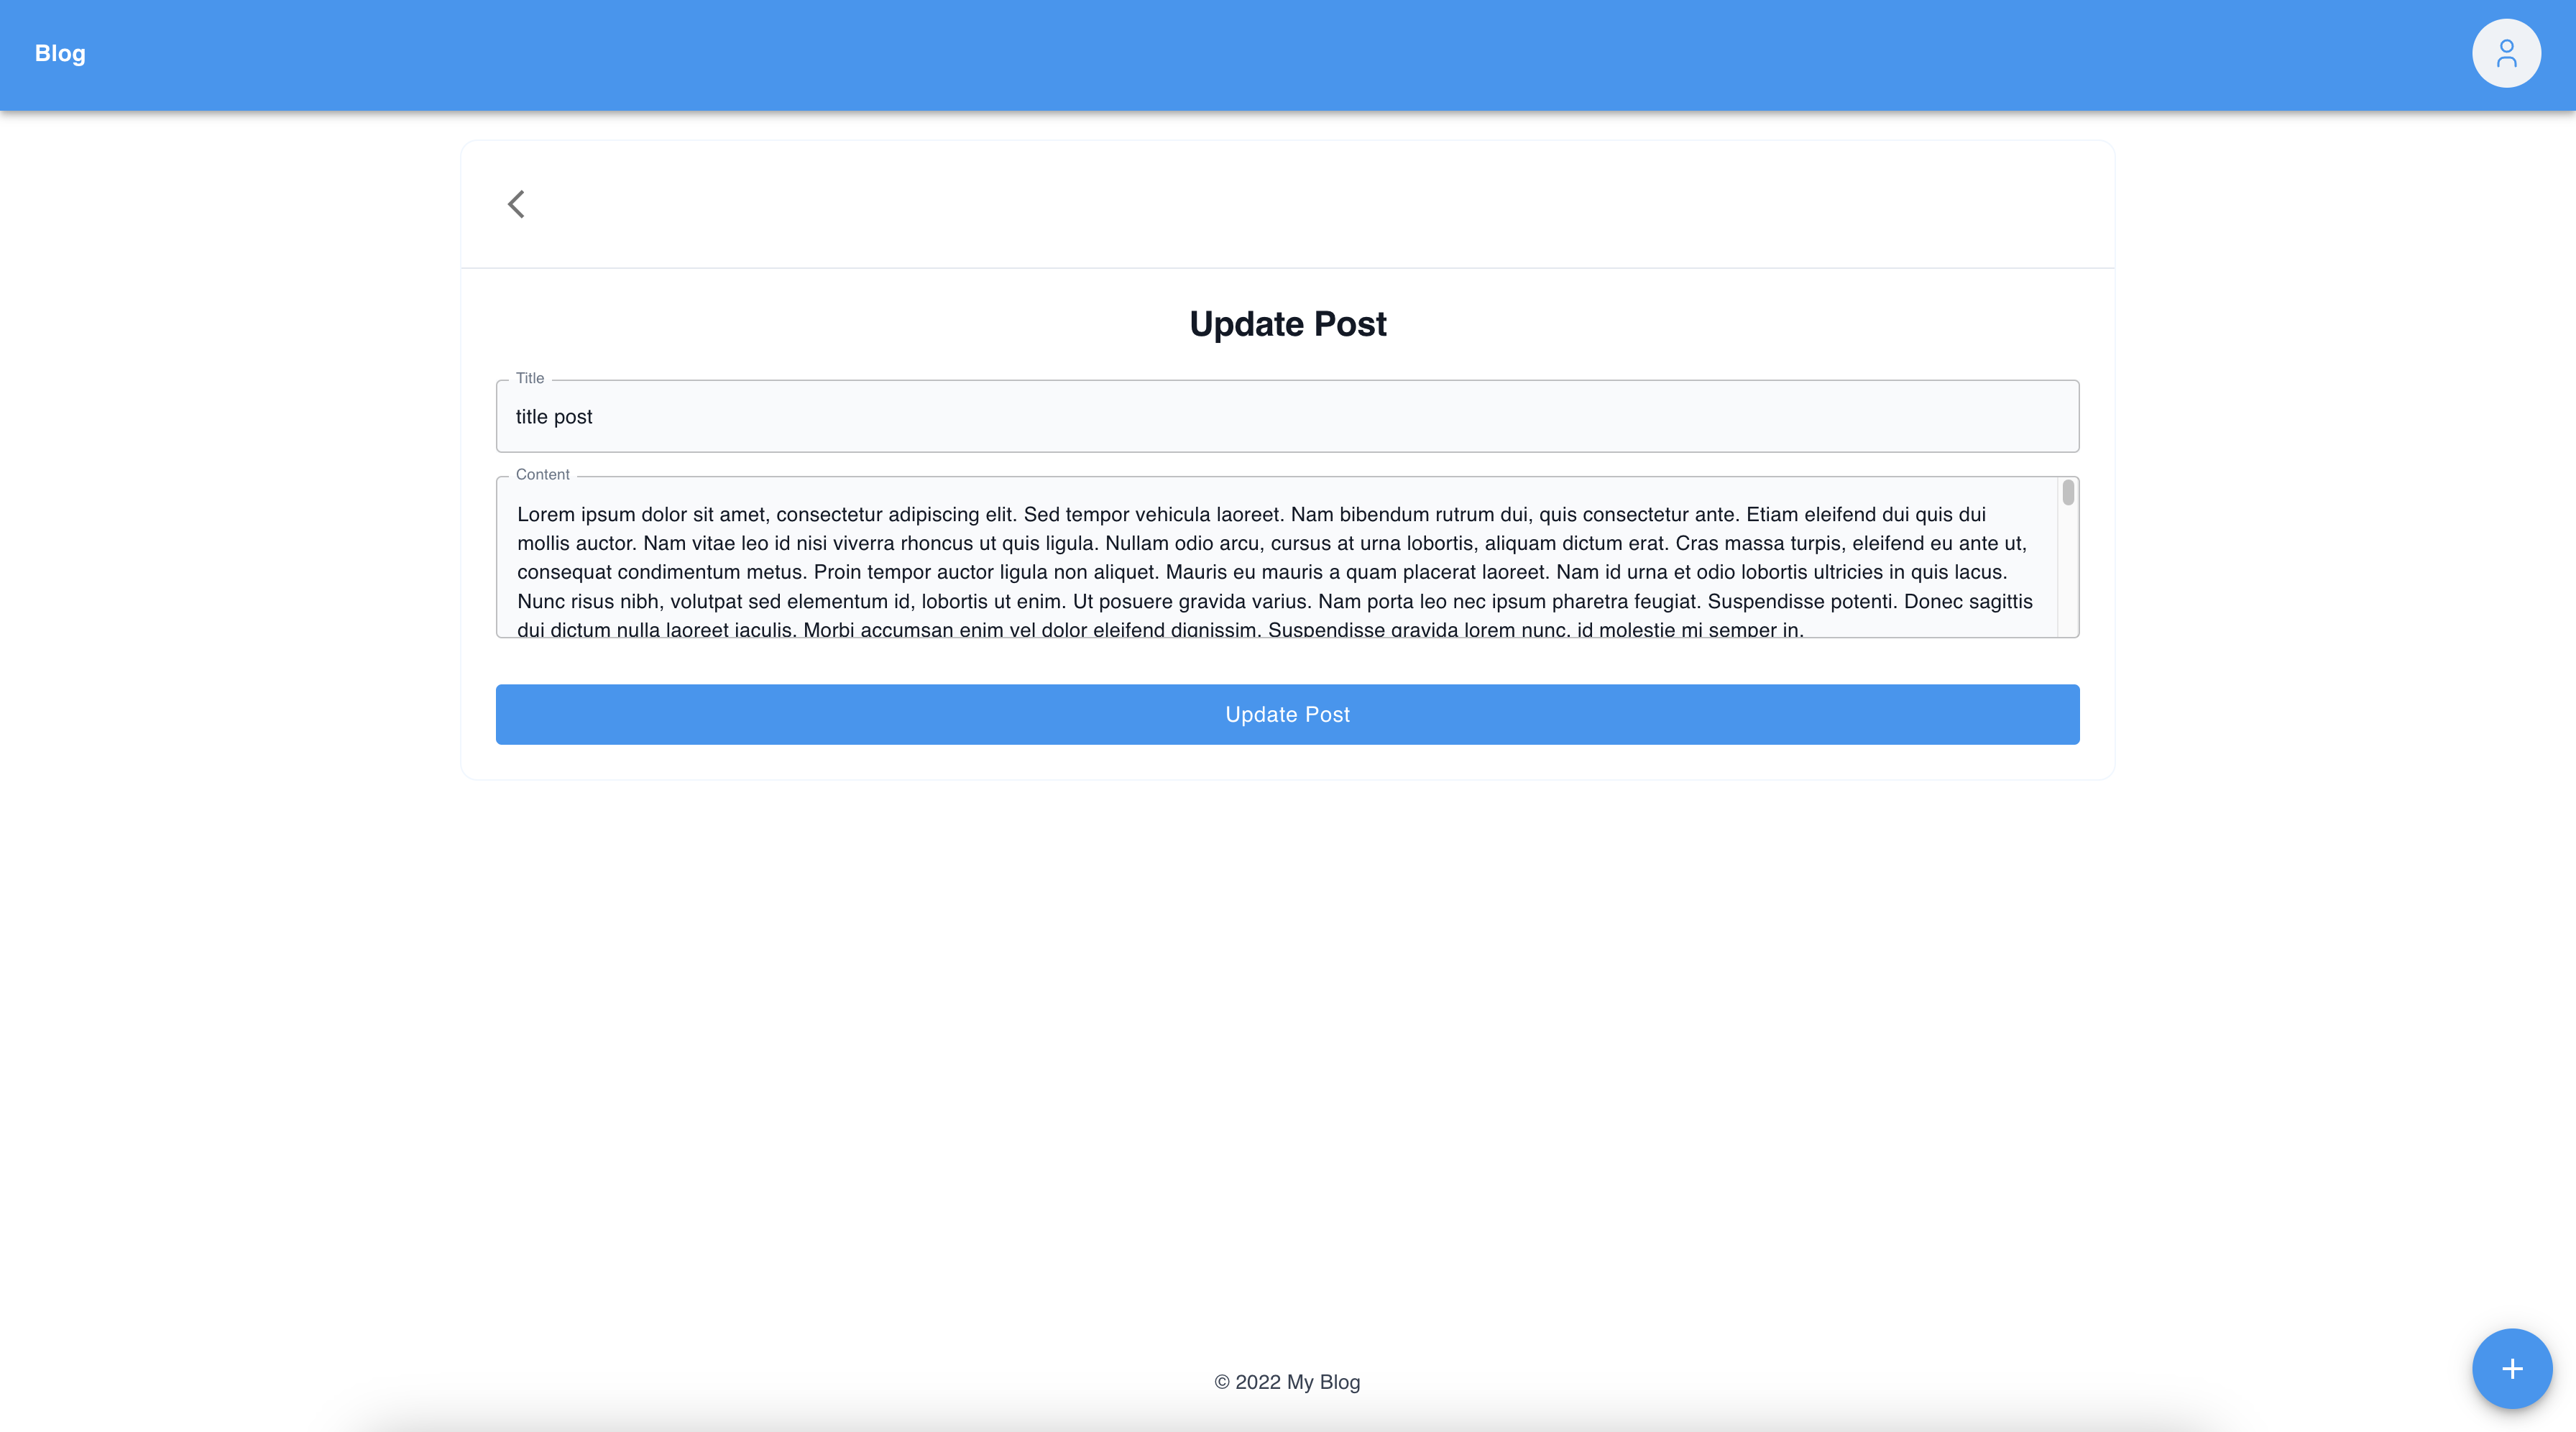 Blog
Update Post
Title
title post
Content
Lorem ipsum dolor sit amet, consectetur adipiscing elit. Sed tempor vehicula laoreet. Nam bibendum rutrum dui, quis consectetur ante. Etiam eleifend dui quis dui
mollis auctor. Nam vitae leo id nisi viverra rhoncus ut quis ligula. Nullam odio arcu, cursus at urna lobortis, aliquam dictum erat. Cras massa turpis, eleifend eu ante ut,
consequat condimentum metus. Proin tempor auctor ligula non aliquet. Mauris eu mauris a quam placerat laoreet. Nam id urna et odio lobortis ultricies in quis lacus.
Nunc risus nibh, volutpat sed elementum id, lobortis ut enim. Ut posuere gravida varius. Nam porta leo nec ipsum pharetra feugiat. Suspendisse potenti. Donec sagittis
dui dictum nulla laoreet iaculis. Morbi accumsan enim vel dolor eleifend dignissim. Suspendisse gravida lorem nunc, id molestie mi semper in.
Update Post
© 2022 My Blog